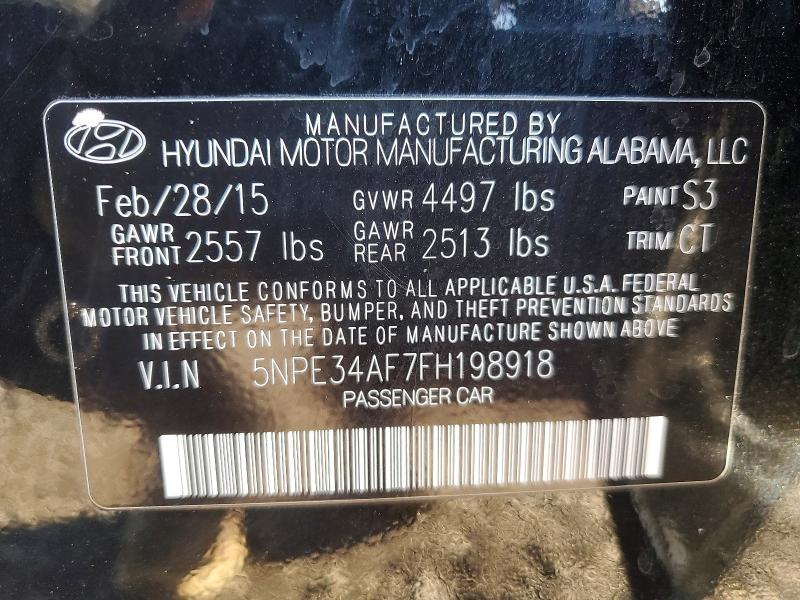 MANUFACTURED BY
HYUNDAI MOTOR MANUFACTURING ALABAMA, LLC
Feb/28/15 GVWR 4497 lbs PAINT S3
GAWR FRONT 2557 lbs GAWR REAR 2513 lbs TRIM CT
THIS VEHICLE CONFORMS TO ALL APPLICABLE U.S.A. FEDERAL
MOTOR VEHICLE SAFETY, BUMPER, AND THEFT PREVENTION STANDARDS
IN EFFECT ON THE DATE OF MANUFACTURE SHOWN ABOVE.
V.I.N 5NPE34AF7FH198918
PASSENGER CAR